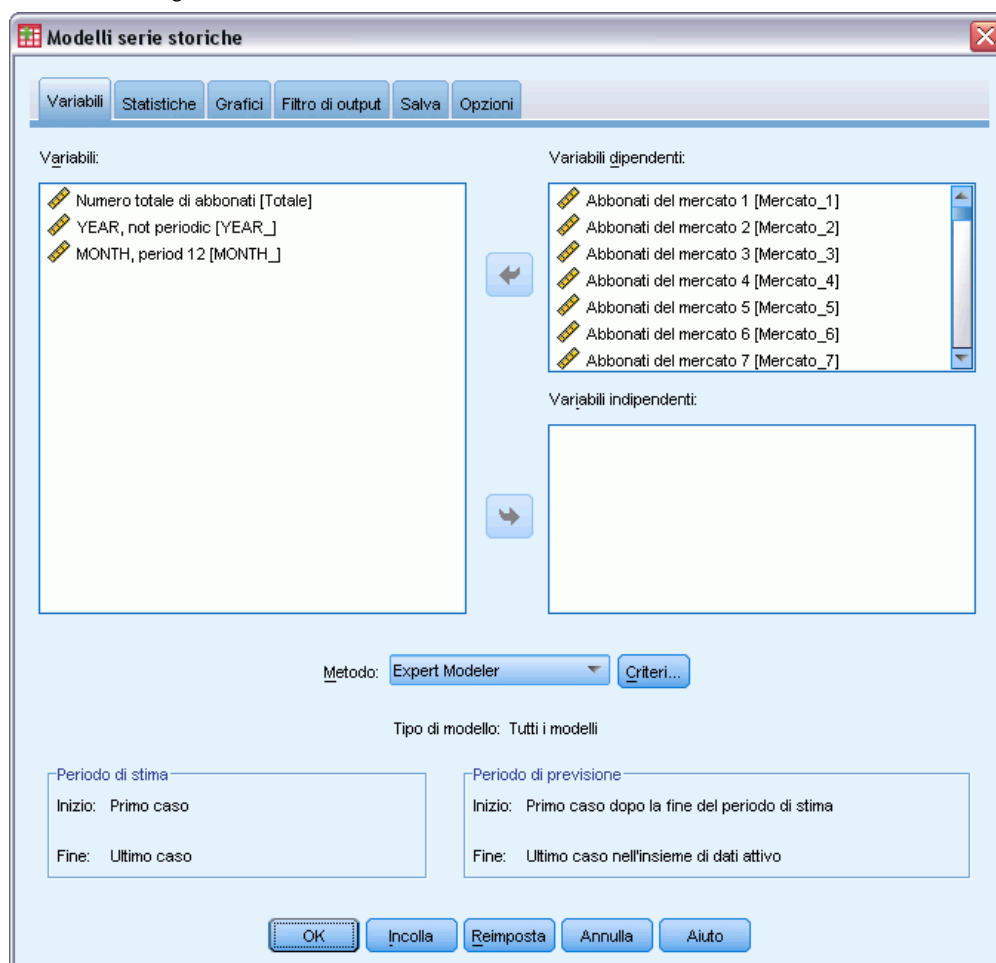 Modelli serie storiche
Variabili Statistiche Grafici Filtro di output Salva Opzioni
Variabili:
Numero totale di abbonati [Totale]
YEAR, not periodic [YEAR_]
MONTH, period 12 [MONTH_]
Variabili dipendenti:
Abbonati del mercato 1 [Mercato_1]
Abbonati del mercato 2 [Mercato_2]
Abbonati del mercato 3 [Mercato_3]
Abbonati del mercato 4 [Mercato_4]
Abbonati del mercato 5 [Mercato_5]
Abbonati del mercato 6 [Mercato_6]
Abbonati del mercato 7 [Mercato_7]
Variabili indipendenti:
Metodo: Expert Modeler Criteri...
Tipo di modello: Tutti i modelli
Periodo di stima
Inizio: Primo caso
Fine: Ultimo caso
Periodo di previsione
Inizio: Primo caso dopo la fine del periodo di stima
Fine: Ultimo caso nell'insieme di dati attivo
OK Incolla Reimposta Annulla Aiuto